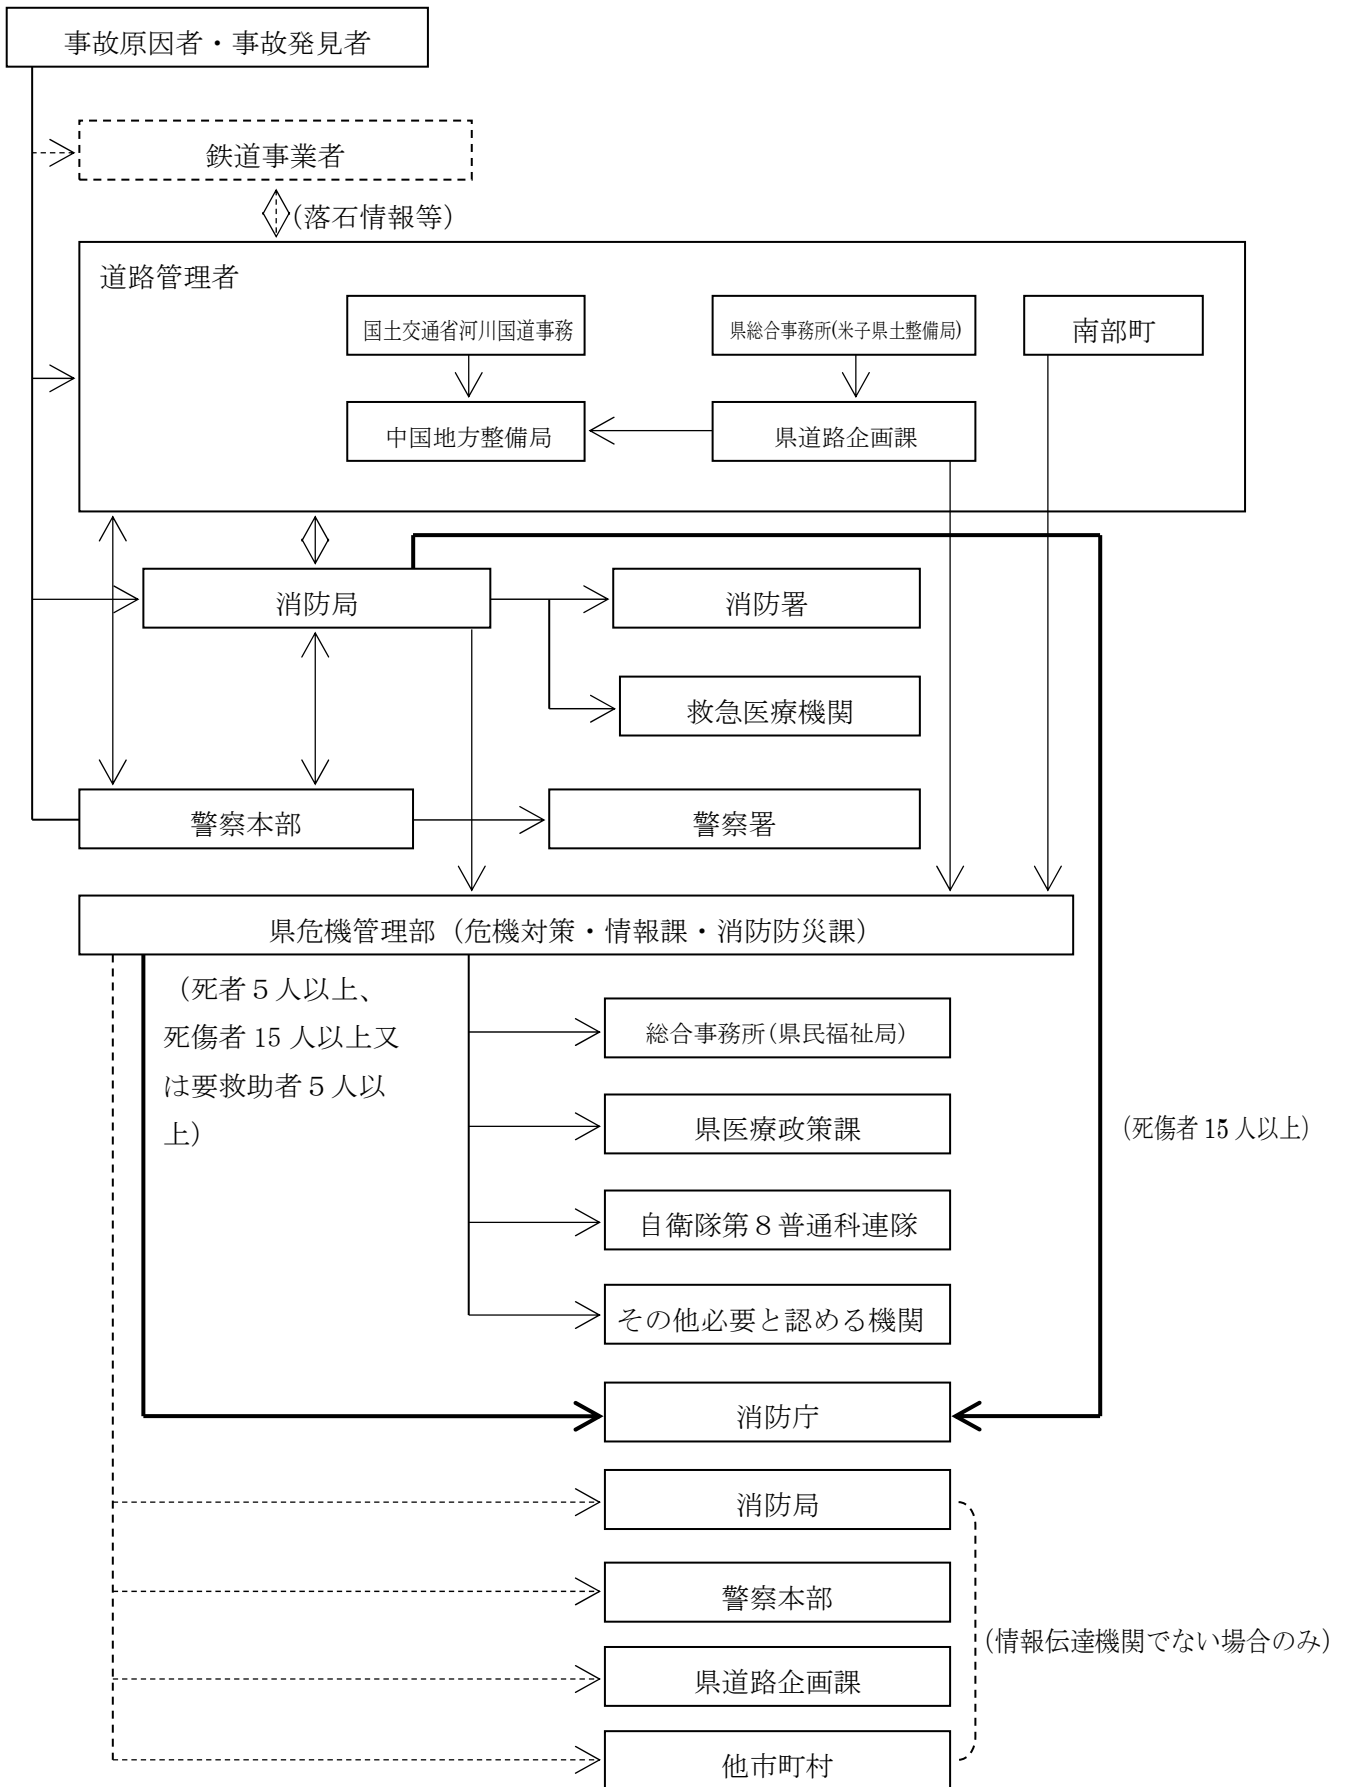 事故原因者・事故発見者
鉄道事業者
(落石情報等)
道路管理者
国土交通省河川国道事務
県総合事務所(米子県土整備局)
南部町
中国地方整備局
県道路企画課
消防局
消防署
救急医療機関
警察本部
警察署
県危機管理部（危機対策・情報課・消防防災課）
（死者５人以上、
死傷者 15 人以上又
は要救助者５人以
上）
総合事務所(県民福祉局)
県医療政策課
(死傷者 15 人以上)
自衛隊第８普通科連隊
その他必要と認める機関
消防庁
消防局
警察本部
(情報伝達機関でない場合のみ)
県道路企画課
他市町村